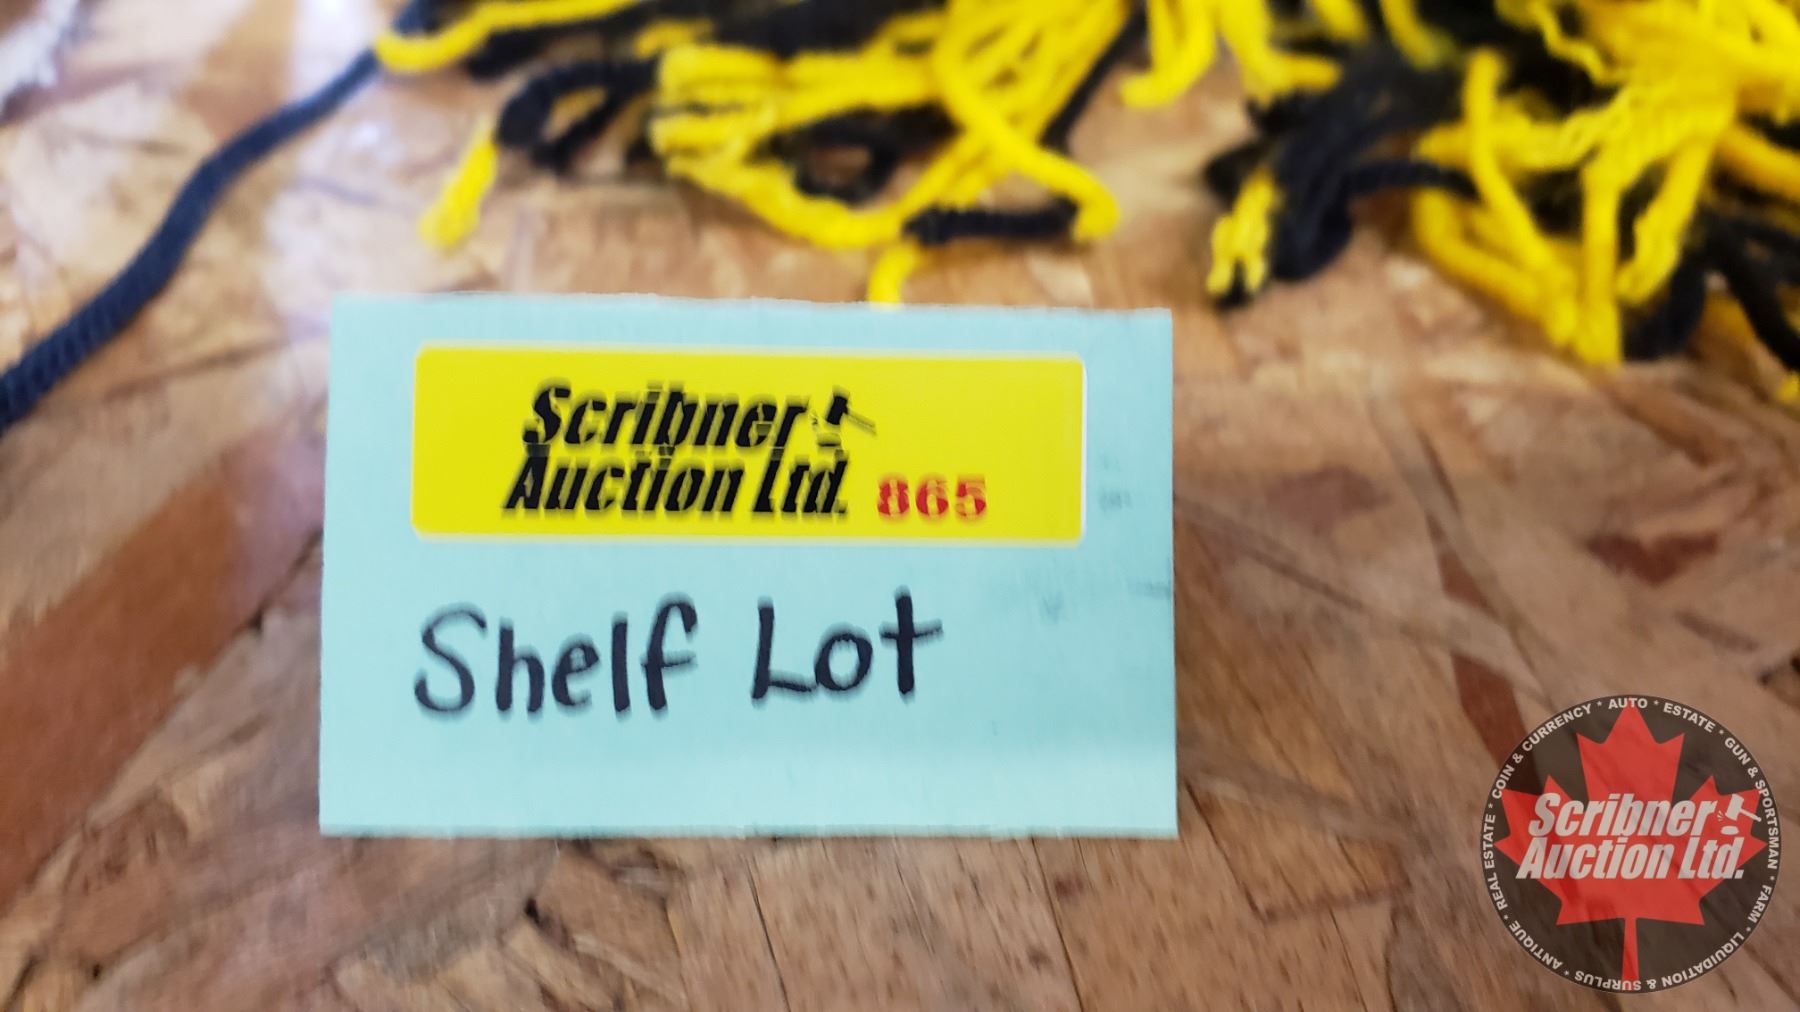 Scribner
Auction Ltd. 865
Shelf Lot
Scribner
Auction Ltd.
* ANTIQUE * REAL ESTATE * COIN & CURRENCY * AUTO * ESTATE * GUN & SPORTSMAN * FARM * LIQUIDATION & SURPLUS